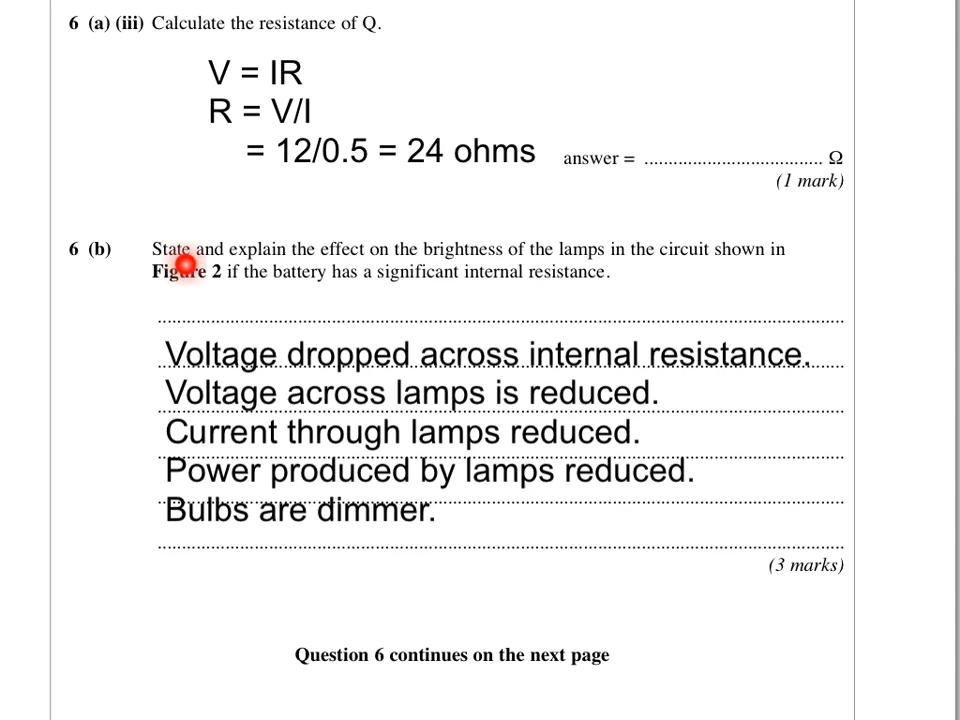 6 (a) (iii) Calculate the resistance of Q.
V = IR
R = V/I
= 12/0.5 = 24 ohms answer = ..................................... Ω
(1 mark)
6 (b) State and explain the effect on the brightness of the lamps in the circuit shown in
Figure 2 if the battery has a significant internal resistance.
Voltage dropped across internal resistance.
Voltage across lamps is reduced.
Current through lamps reduced.
Power produced by lamps reduced.
Bulbs are dimmer.
(3 marks)
Question 6 continues on the next page